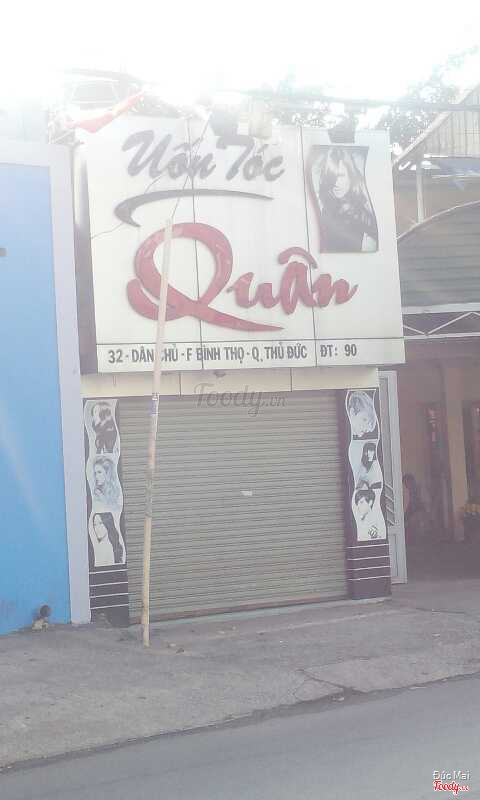 Uốn Tóc
Quân
32 - DÂN CHỦ - F BÌNH THỌ - Q. THỦ ĐỨC ĐT: 90
Foody.vn
Đức Mai
Foody.vn